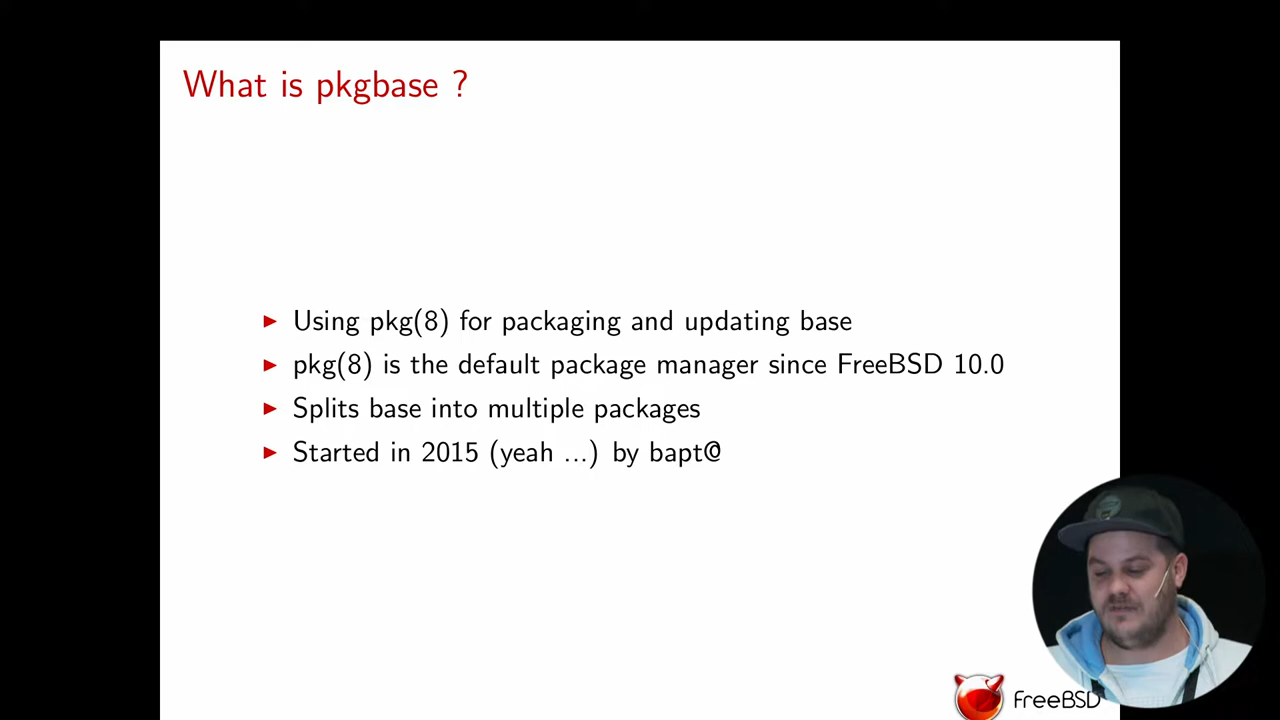 What is pkgbase ?
Using pkg(8) for packaging and updating base
pkg(8) is the default package manager since FreeBSD 10.0
Splits base into multiple packages
Started in 2015 (yeah ...) by bapt@
FreeBSD